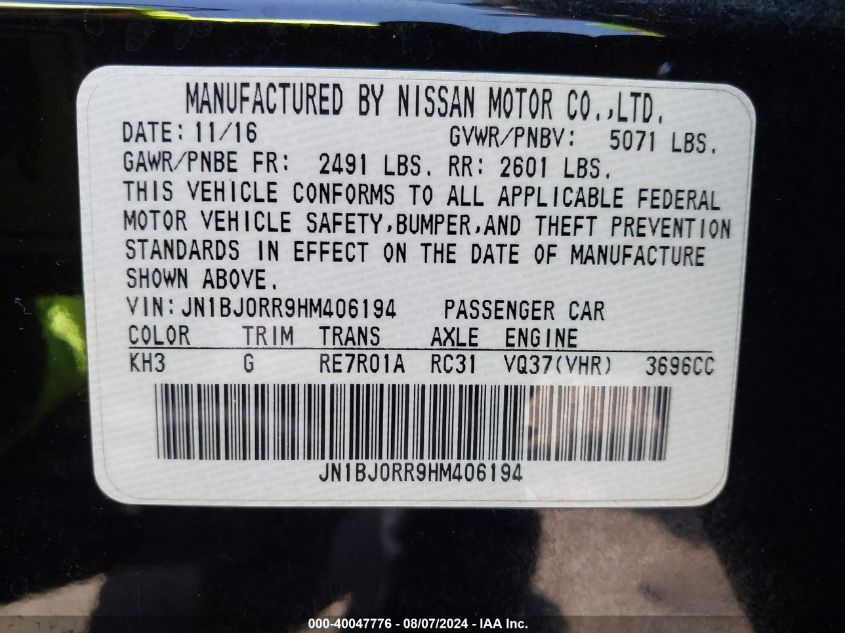 MANUFACTURED BY NISSAN MOTOR CO.,LTD.
DATE: 11/16 GVWR/PNBV: 5071 LBS.
GAWR/PNBE FR: 2491 LBS. RR: 2601 LBS.
THIS VEHICLE CONFORMS TO ALL APPLICABLE FEDERAL
MOTOR VEHICLE SAFETY,BUMPER,AND THEFT PREVENTION
STANDARDS IN EFFECT ON THE DATE OF MANUFACTURE
SHOWN ABOVE.
VIN:JN1BJ0RR9HM406194 PASSENGER CAR
COLOR TRIM TRANS AXLE ENGINE
KH3 G RE7R01A RC31 VQ37(VHR) 3696CC
JN1BJ0RR9HM406194
000-40047776 - 08/07/2024 - IAA Inc.